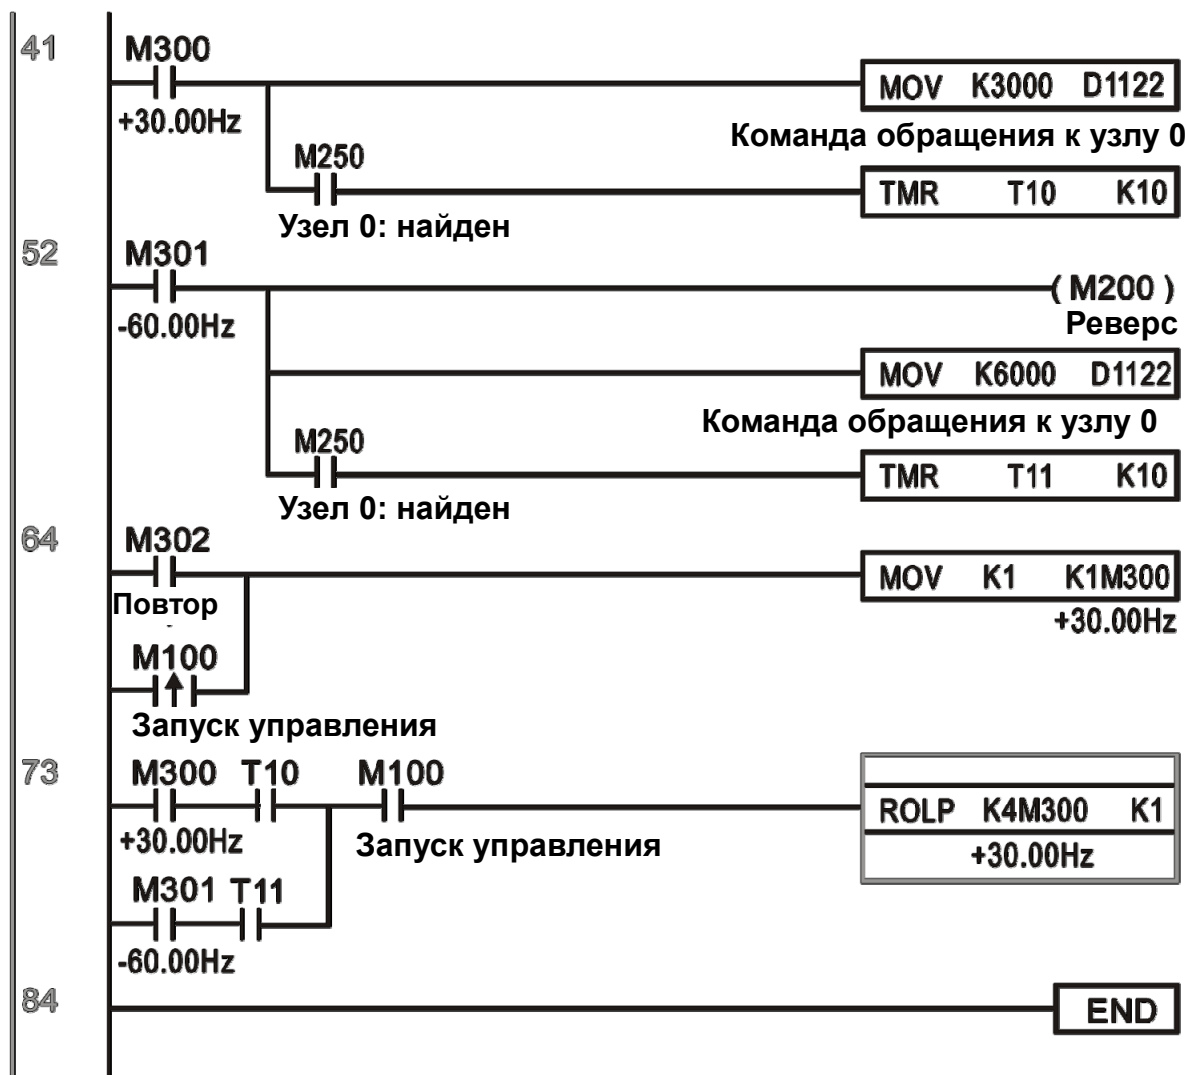 41
M300
MOV K3000 D1122
+30.00Hz
Команда обращения к узлу 0
M250
TMR T10 K10
Узел 0: найден
52
M301
( M200 )
-60.00Hz
Реверс
MOV K6000 D1122
Команда обращения к узлу 0
M250
TMR T11 K10
Узел 0: найден
64
M302
MOV K1 K1M300
Повтор
+30.00Hz
M100
Запуск управления
73
M300 T10 M100
ROLP K4M300 K1
+30.00Hz
Запуск управления
+30.00Hz
M301 T11
-60.00Hz
84
END